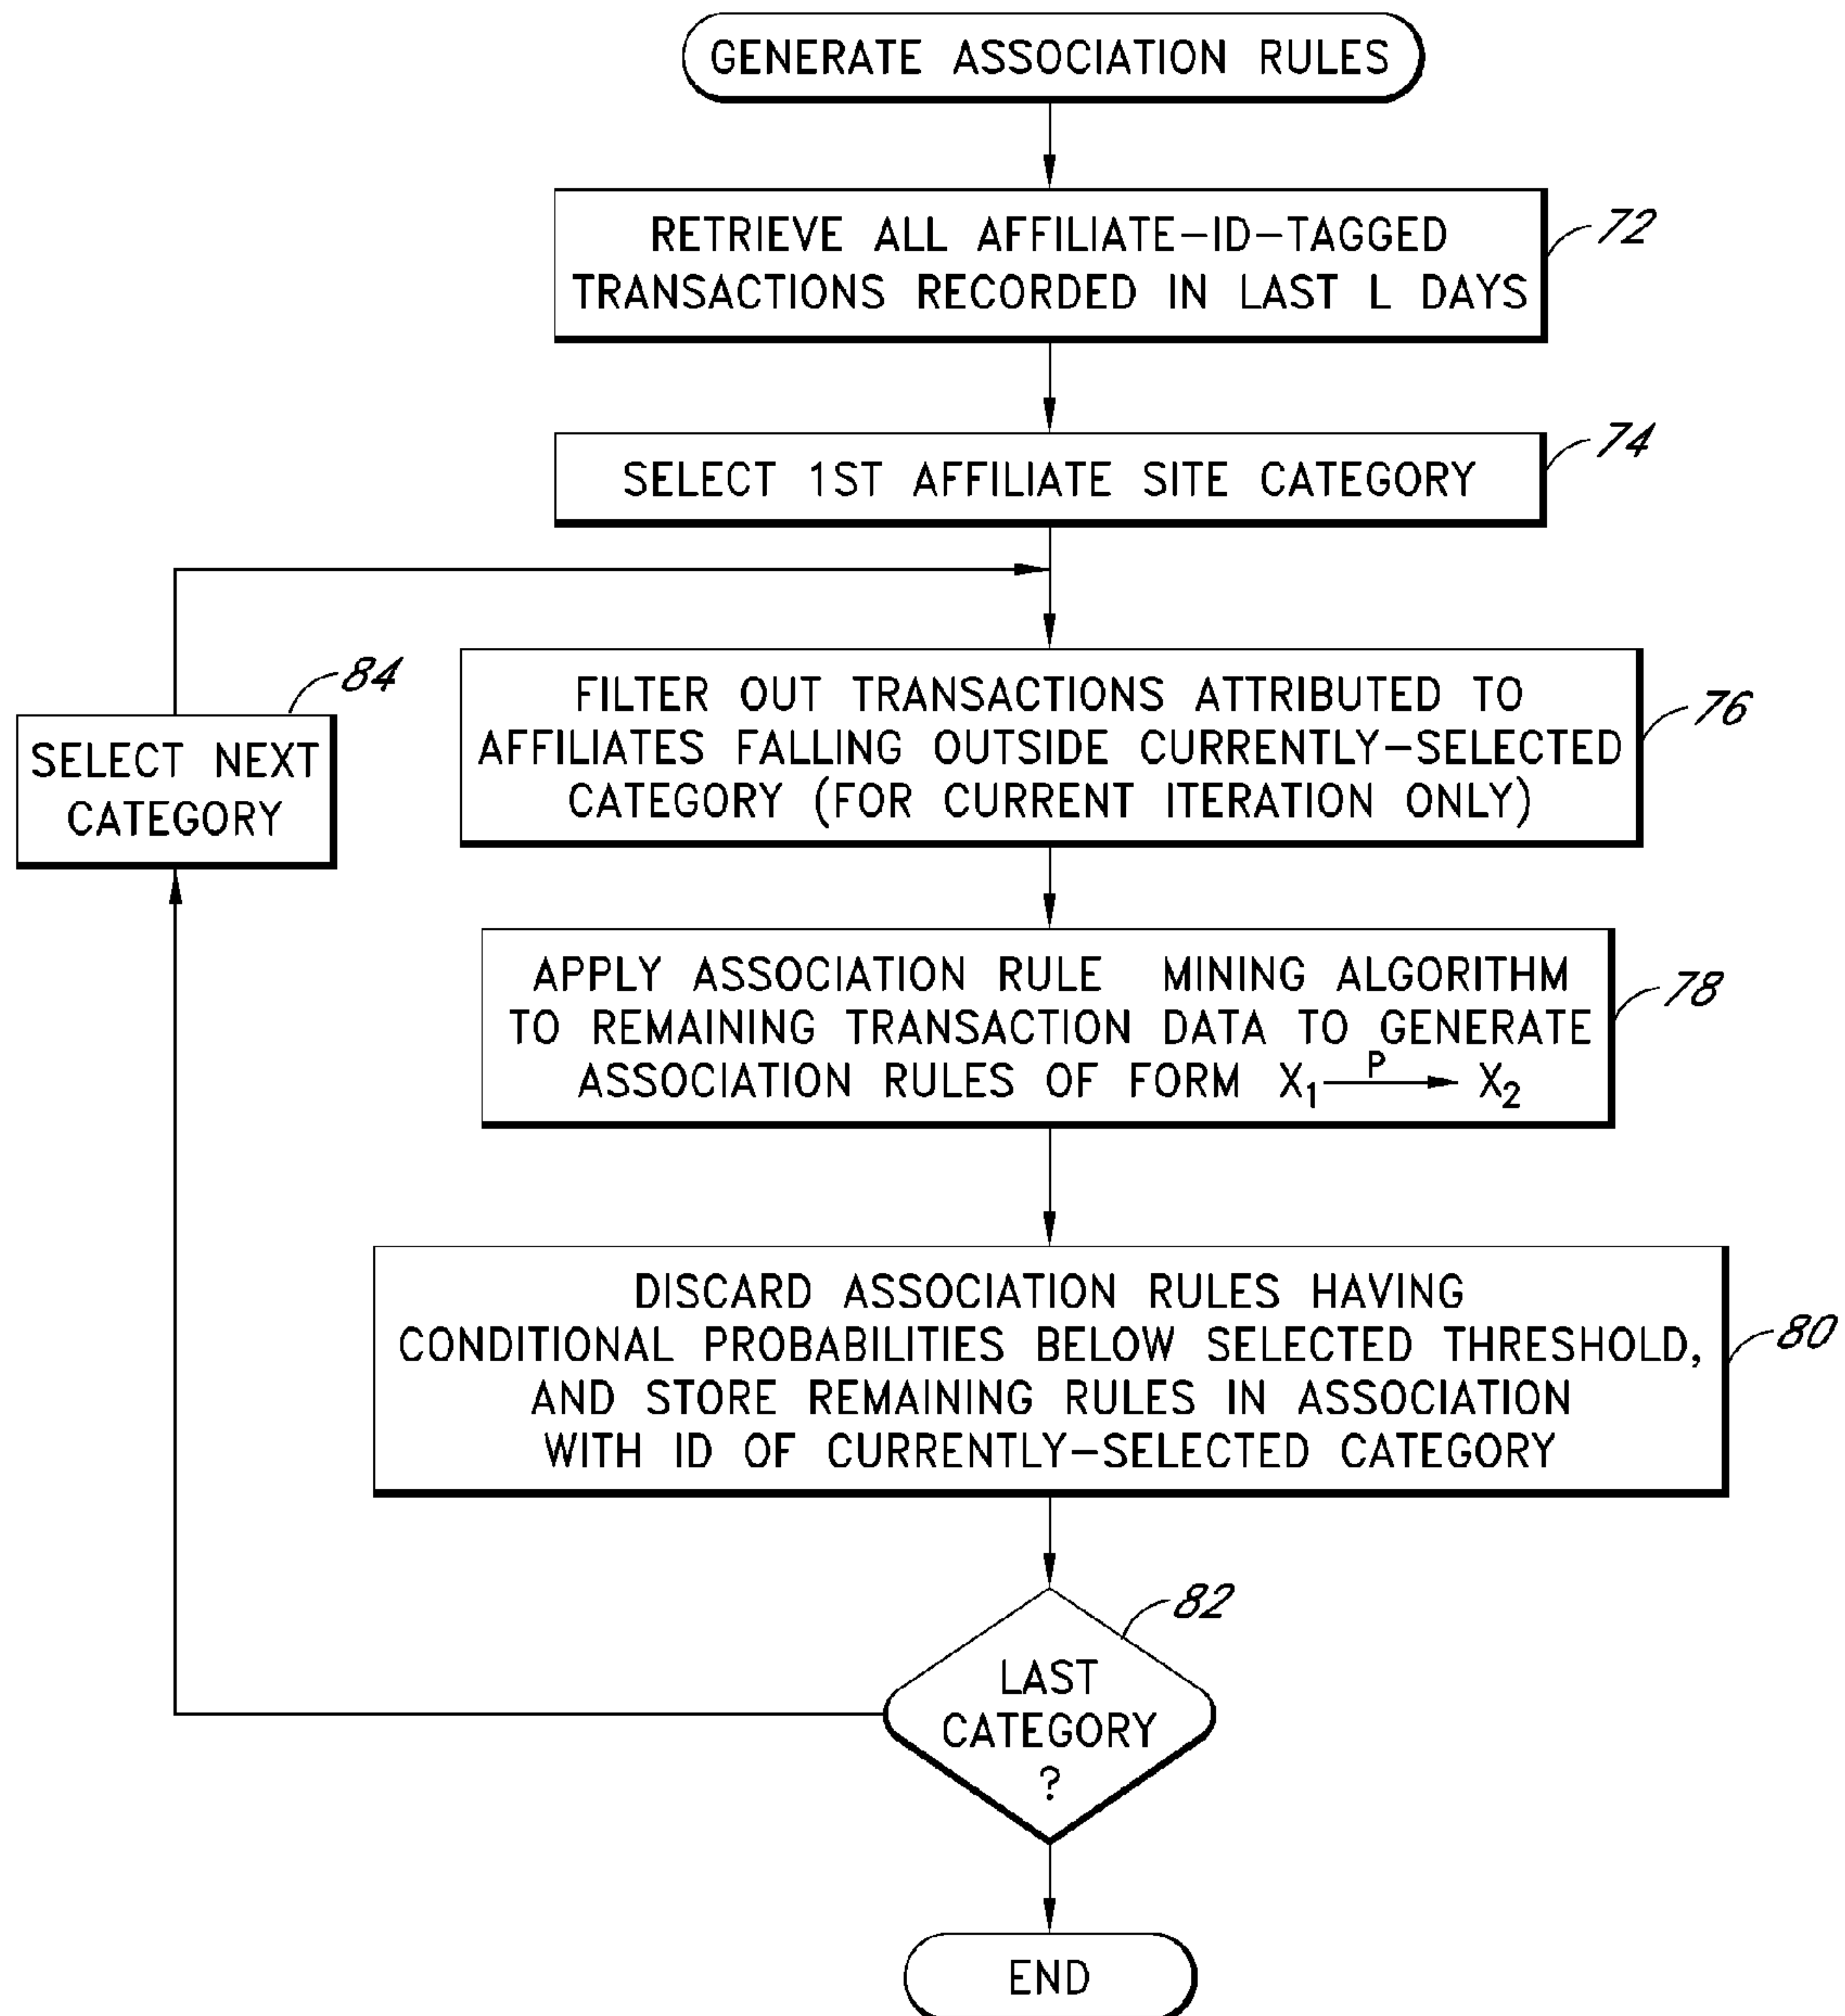 GENERATE ASSOCIATION RULES
RETRIEVE ALL AFFILIATE-ID-TAGGED
TRANSACTIONS RECORDED IN LAST L DAYS
72
SELECT 1ST AFFILIATE SITE CATEGORY
74
84
SELECT NEXT
CATEGORY
FILTER OUT TRANSACTIONS ATTRIBUTED TO
AFFILIATES FALLING OUTSIDE CURRENTLY-SELECTED
CATEGORY (FOR CURRENT ITERATION ONLY)
76
APPLY ASSOCIATION RULE MINING ALGORITHM
TO REMAINING TRANSACTION DATA TO GENERATE
ASSOCIATION RULES OF FORM X₁ P X₂
78
DISCARD ASSOCIATION RULES HAVING
CONDITIONAL PROBABILITIES BELOW SELECTED THRESHOLD,
AND STORE REMAINING RULES IN ASSOCIATION
WITH ID OF CURRENTLY-SELECTED CATEGORY
80
82
LAST
CATEGORY
?
END